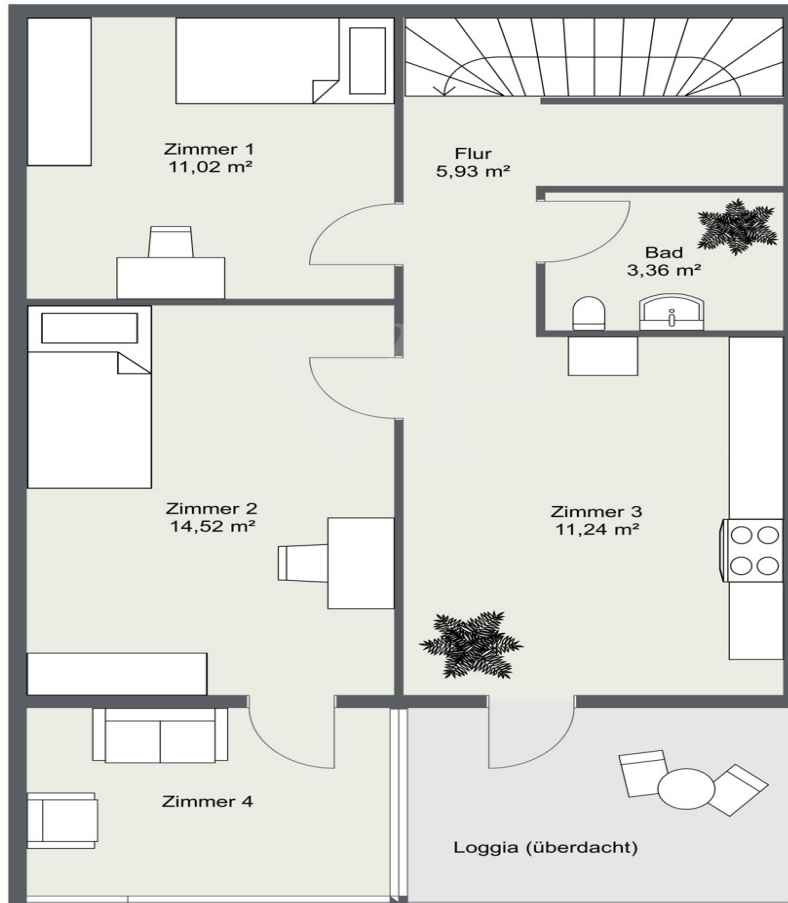 Zimmer 1
11,02 m²
Flur
5,93 m²
Bad
3,36 m²
Zimmer 2
14,52 m²
Zimmer 3
11,24 m²
Zimmer 4
Loggia (überdacht)